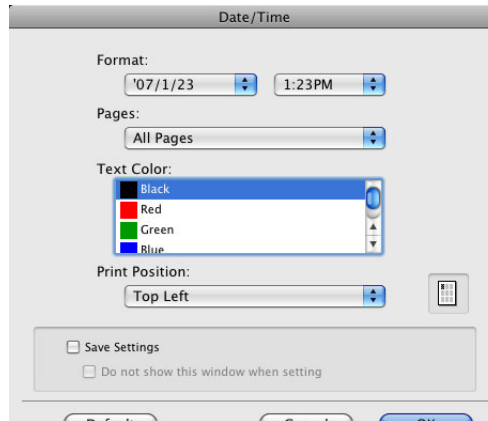 Date/Time
Format:
'07/1/23 1:23PM
Pages:
All Pages
Text Color:
Black
Red
Green
Blue
Print Position:
Top Left
Save Settings
Do not show this window when setting